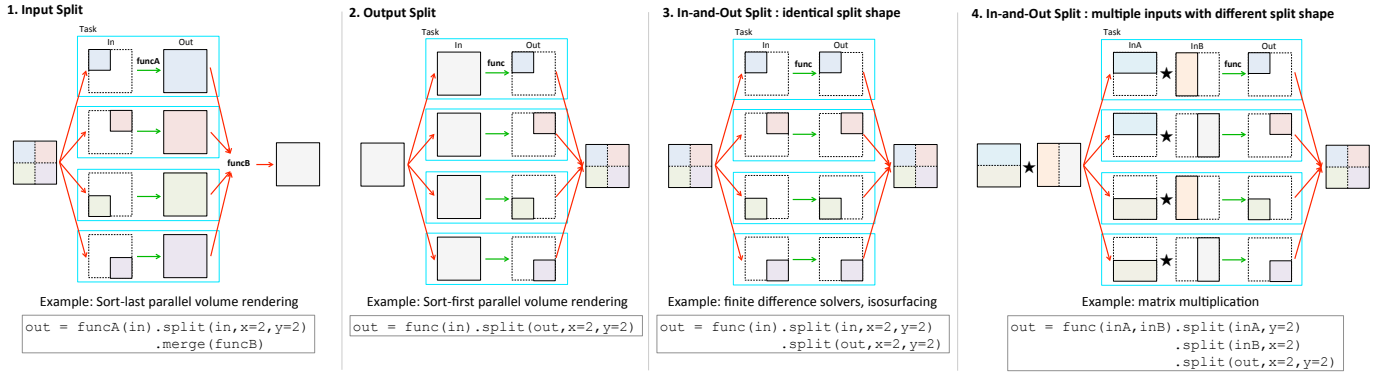 1. Input Split
Task
In
Out
funcA
funcB
Example: Sort-last parallel volume rendering
out = funcA(in).split(in,x=2,y=2)
.merge(funcB)
2. Output Split
Task
In
Out
func
Example: Sort-first parallel volume rendering
out = func(in).split(out,x=2,y=2)
3. In-and-Out Split : identical split shape
Task
In
Out
func
Example: finite difference solvers, isosurfacing
out = func(in).split(in,x=2,y=2)
.split(out,x=2,y=2)
4. In-and-Out Split : multiple inputs with different split shape
Task
InA
InB
Out
func
Example: matrix multiplication
out = func(inA,inB).split(inA,y=2)
.split(inB,x=2)
.split(out,x=2,y=2)